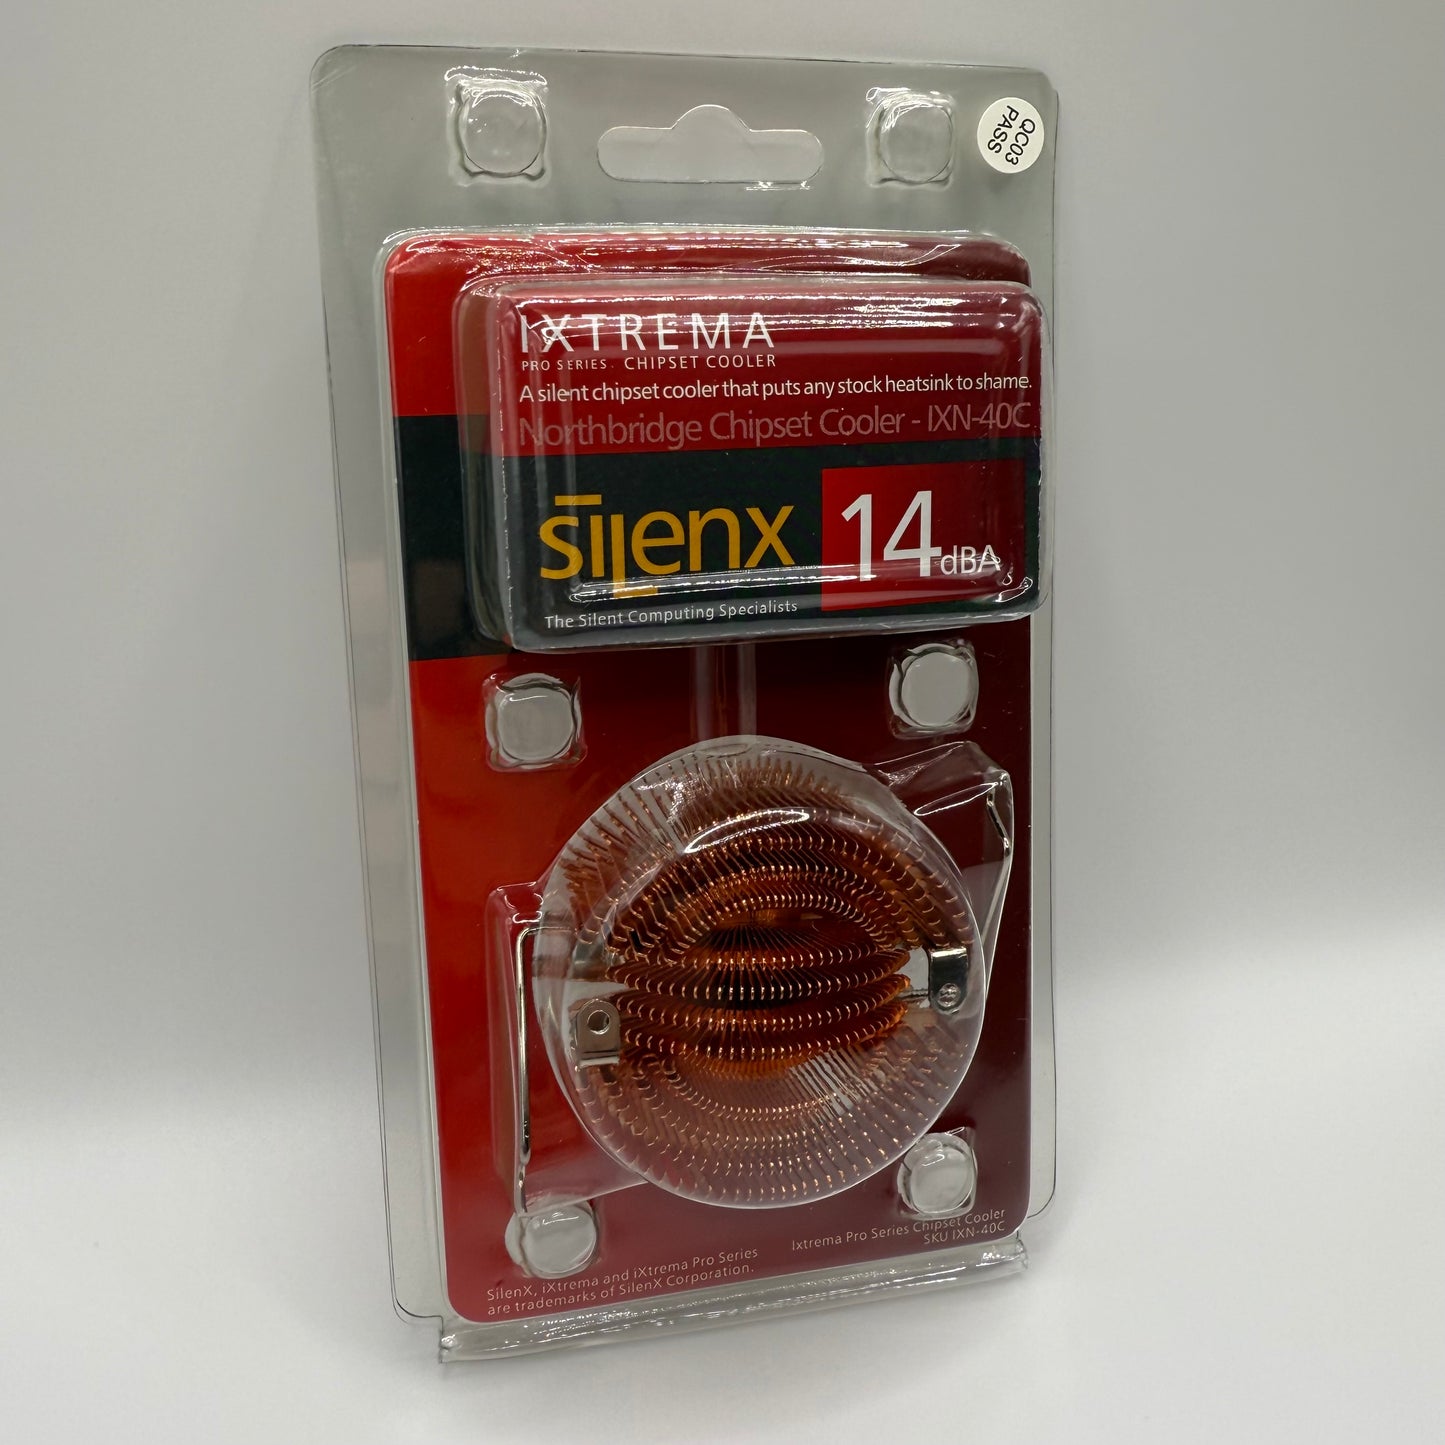 QC03
PASS
IXTREMA
PRO SERIES. CHIPSET COOLER
A silent chipset cooler that puts any stock heatsink to shame.
Northbridge Chipset Cooler - IXN-40C
silenx
14 dBA
The Silent Computing Specialists
Ixtrema Pro Series Chipset Cooler
SKU IXN-40C
SilenX, iXtrema and iXtrema Pro Series
are trademarks of SilenX Corporation.